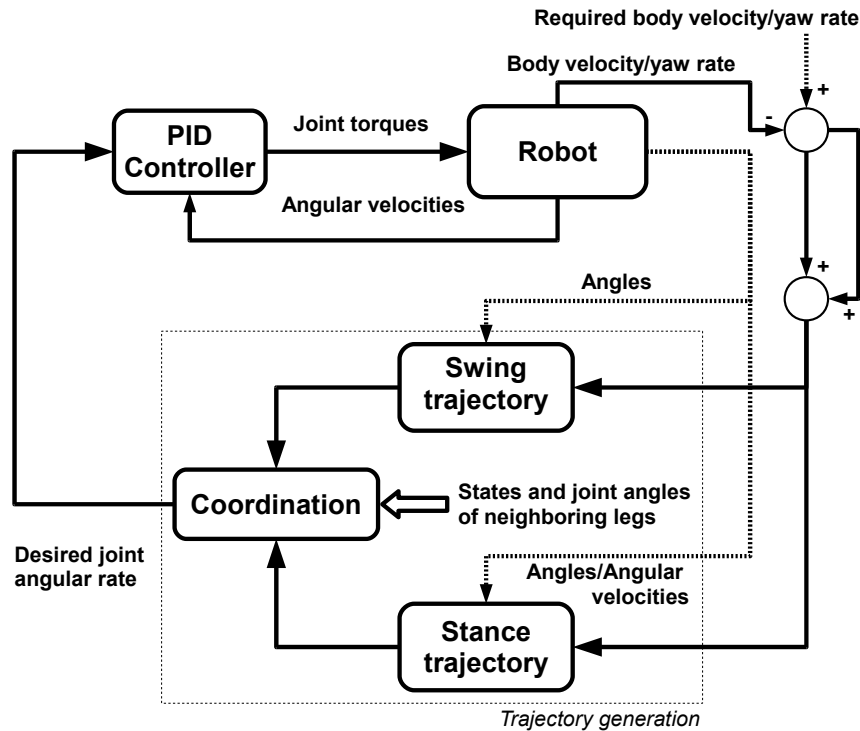 Required body velocity/yaw rate
Body velocity/yaw rate
+
-
PID
Controller
Joint torques
Robot
Angular velocities
+
+
Angles
Swing
trajectory
Coordination
States and joint angles
of neighboring legs
Desired joint
angular rate
Angles/Angular
velocities
Stance
trajectory
Trajectory generation